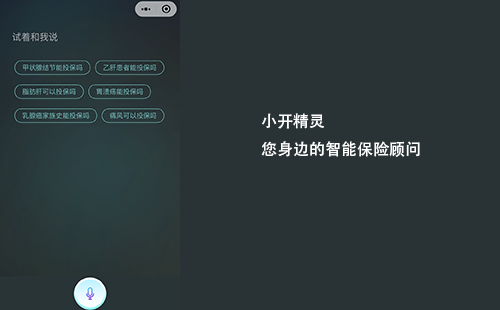 试着和我说
甲状腺结节能投保吗
乙肝患者能投保吗
脂肪肝可以投保吗
胃溃疡能投保吗
乳腺癌家族史能投保吗
痛风可以投保吗
小开精灵
您身边的智能保险顾问